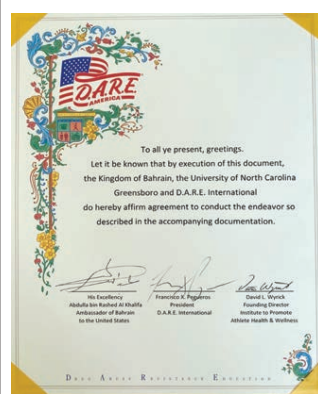 D.A.R.E.
AMERICA
To all ye present, greetings.
Let it be known that by execution of this document,
the Kingdom of Bahrain, the University of North Carolina
Greensboro and D.A.R.E. International
do hereby affirm agreement to conduct the endeavor so
described in the accompanying documentation.
His Excellency
Abdulla bin Rashed Al Khalifa
Ambassador of Bahrain
to the United States
Francisco X. Pegueros
President
D.A.R.E. International
David L. Wyrick
Founding Director
Institute to Promote
Athlete Health & Wellness
Drug Abuse Resistance Education